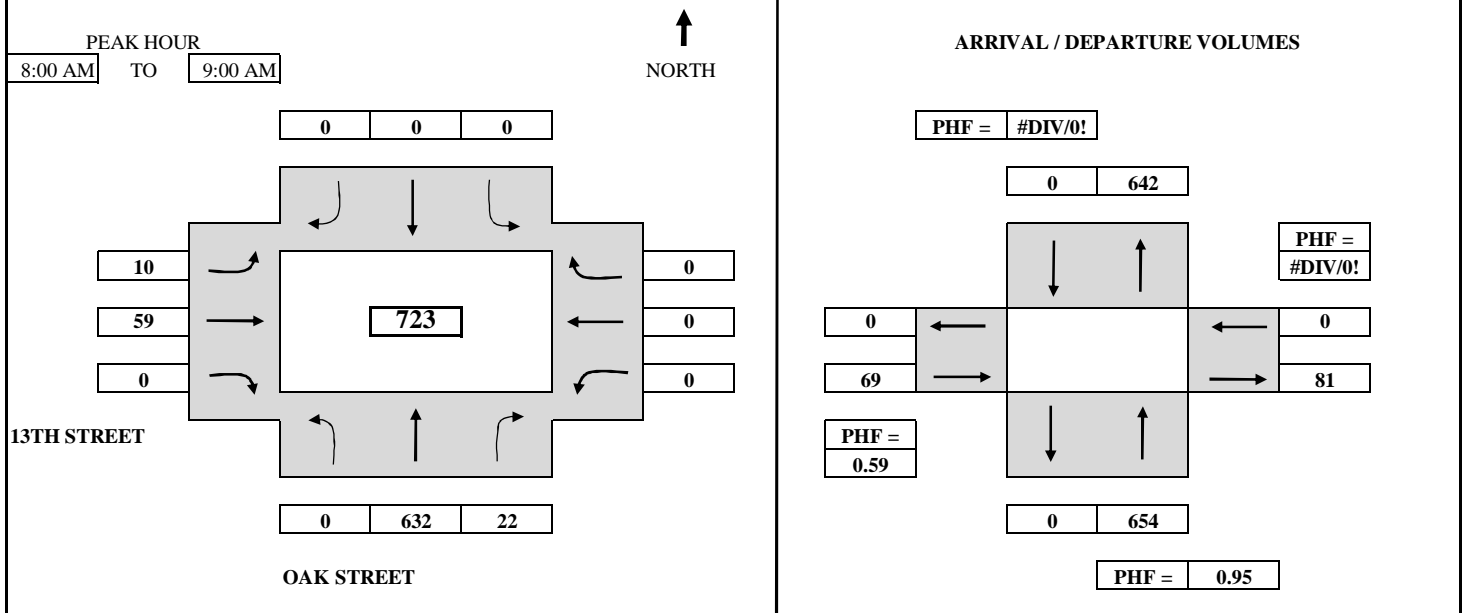 PEAK HOUR
8:00 AM TO 9:00 AM
NORTH
0 0 0
10 0
59 723 0
0 0
13TH STREET
0 632 22
OAK STREET
ARRIVAL / DEPARTURE VOLUMES
PHF = #DIV/0!
0 642
PHF =
#DIV/0!
0 0
69 81
PHF =
0.59
0 654
PHF = 0.95